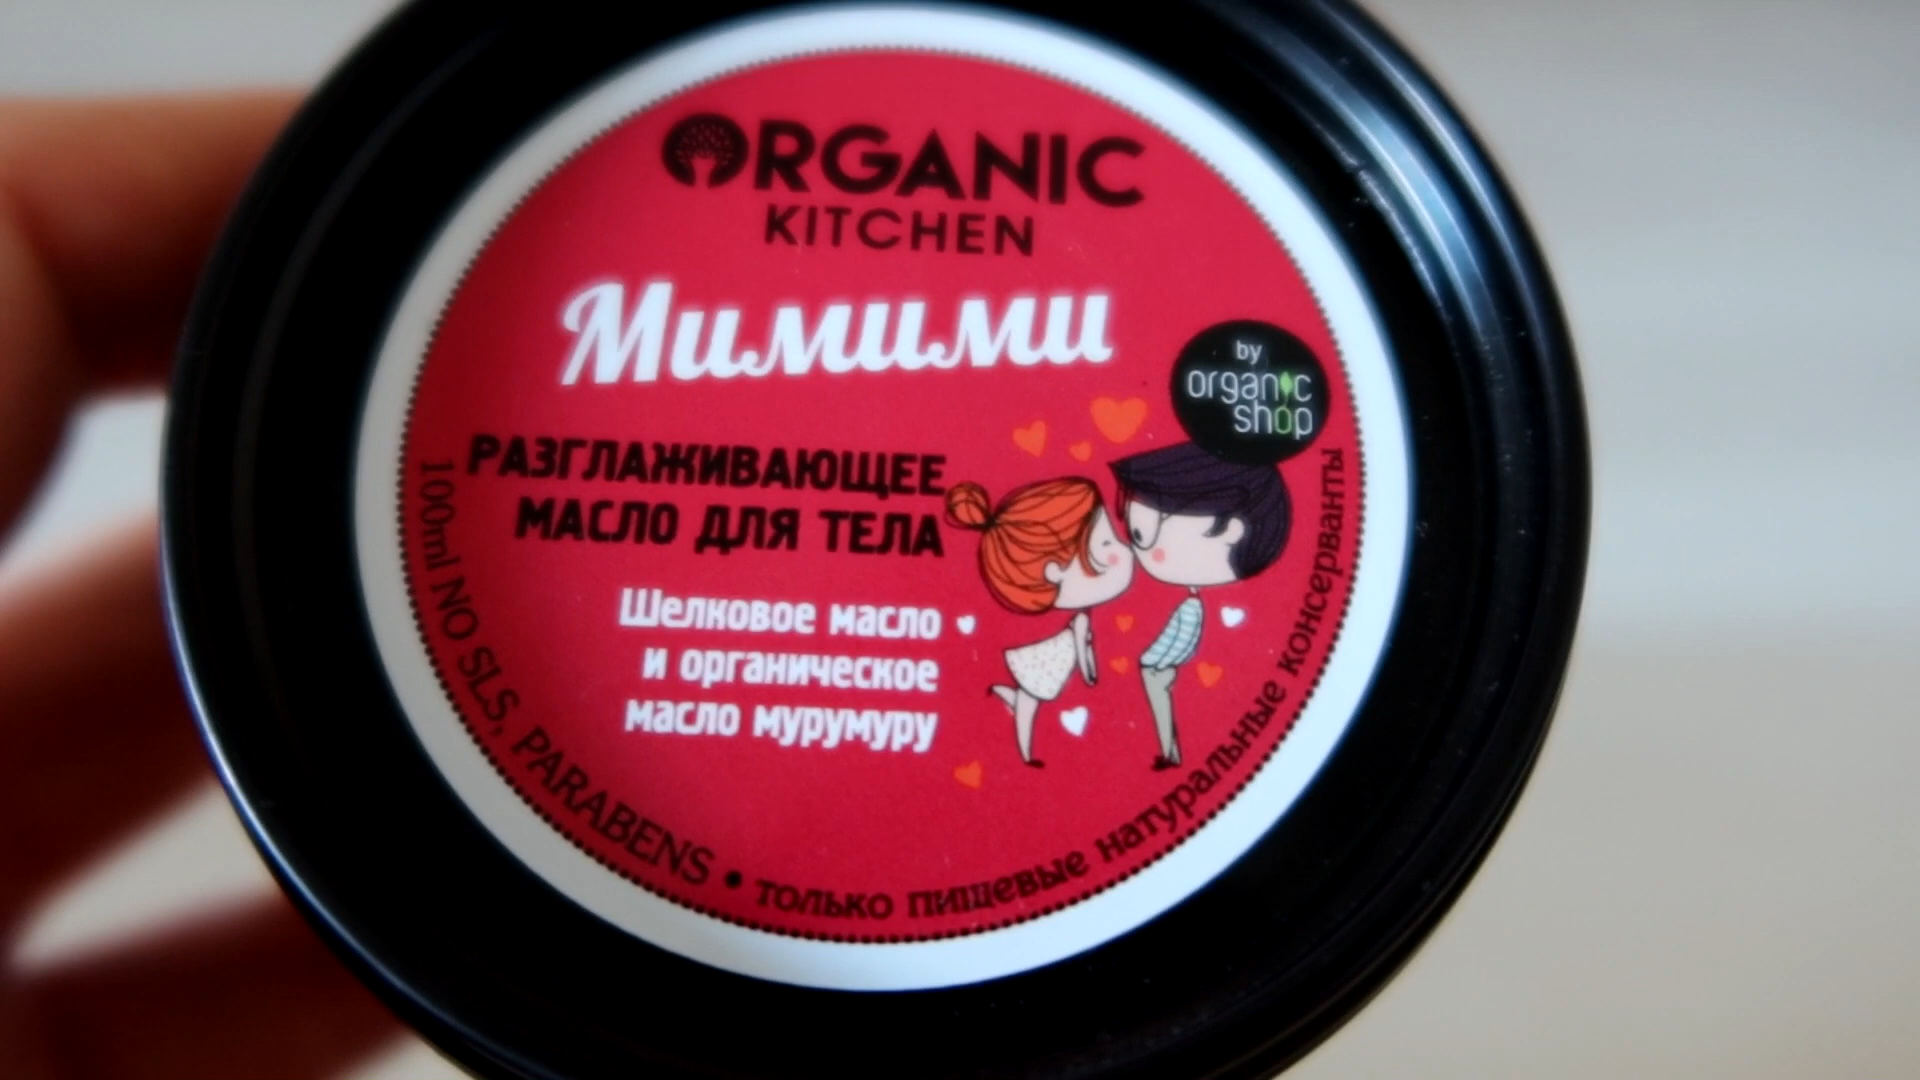 ORGANIC
KITCHEN
Мимими
by
organic
shop
РАЗГЛАЖИВАЮЩЕЕ
МАСЛО ДЛЯ ТЕЛА
Шелковое масло
и органическое
масло мурумуру
100ml NO SLS, PARABENS • только пищевые натуральные консерванты